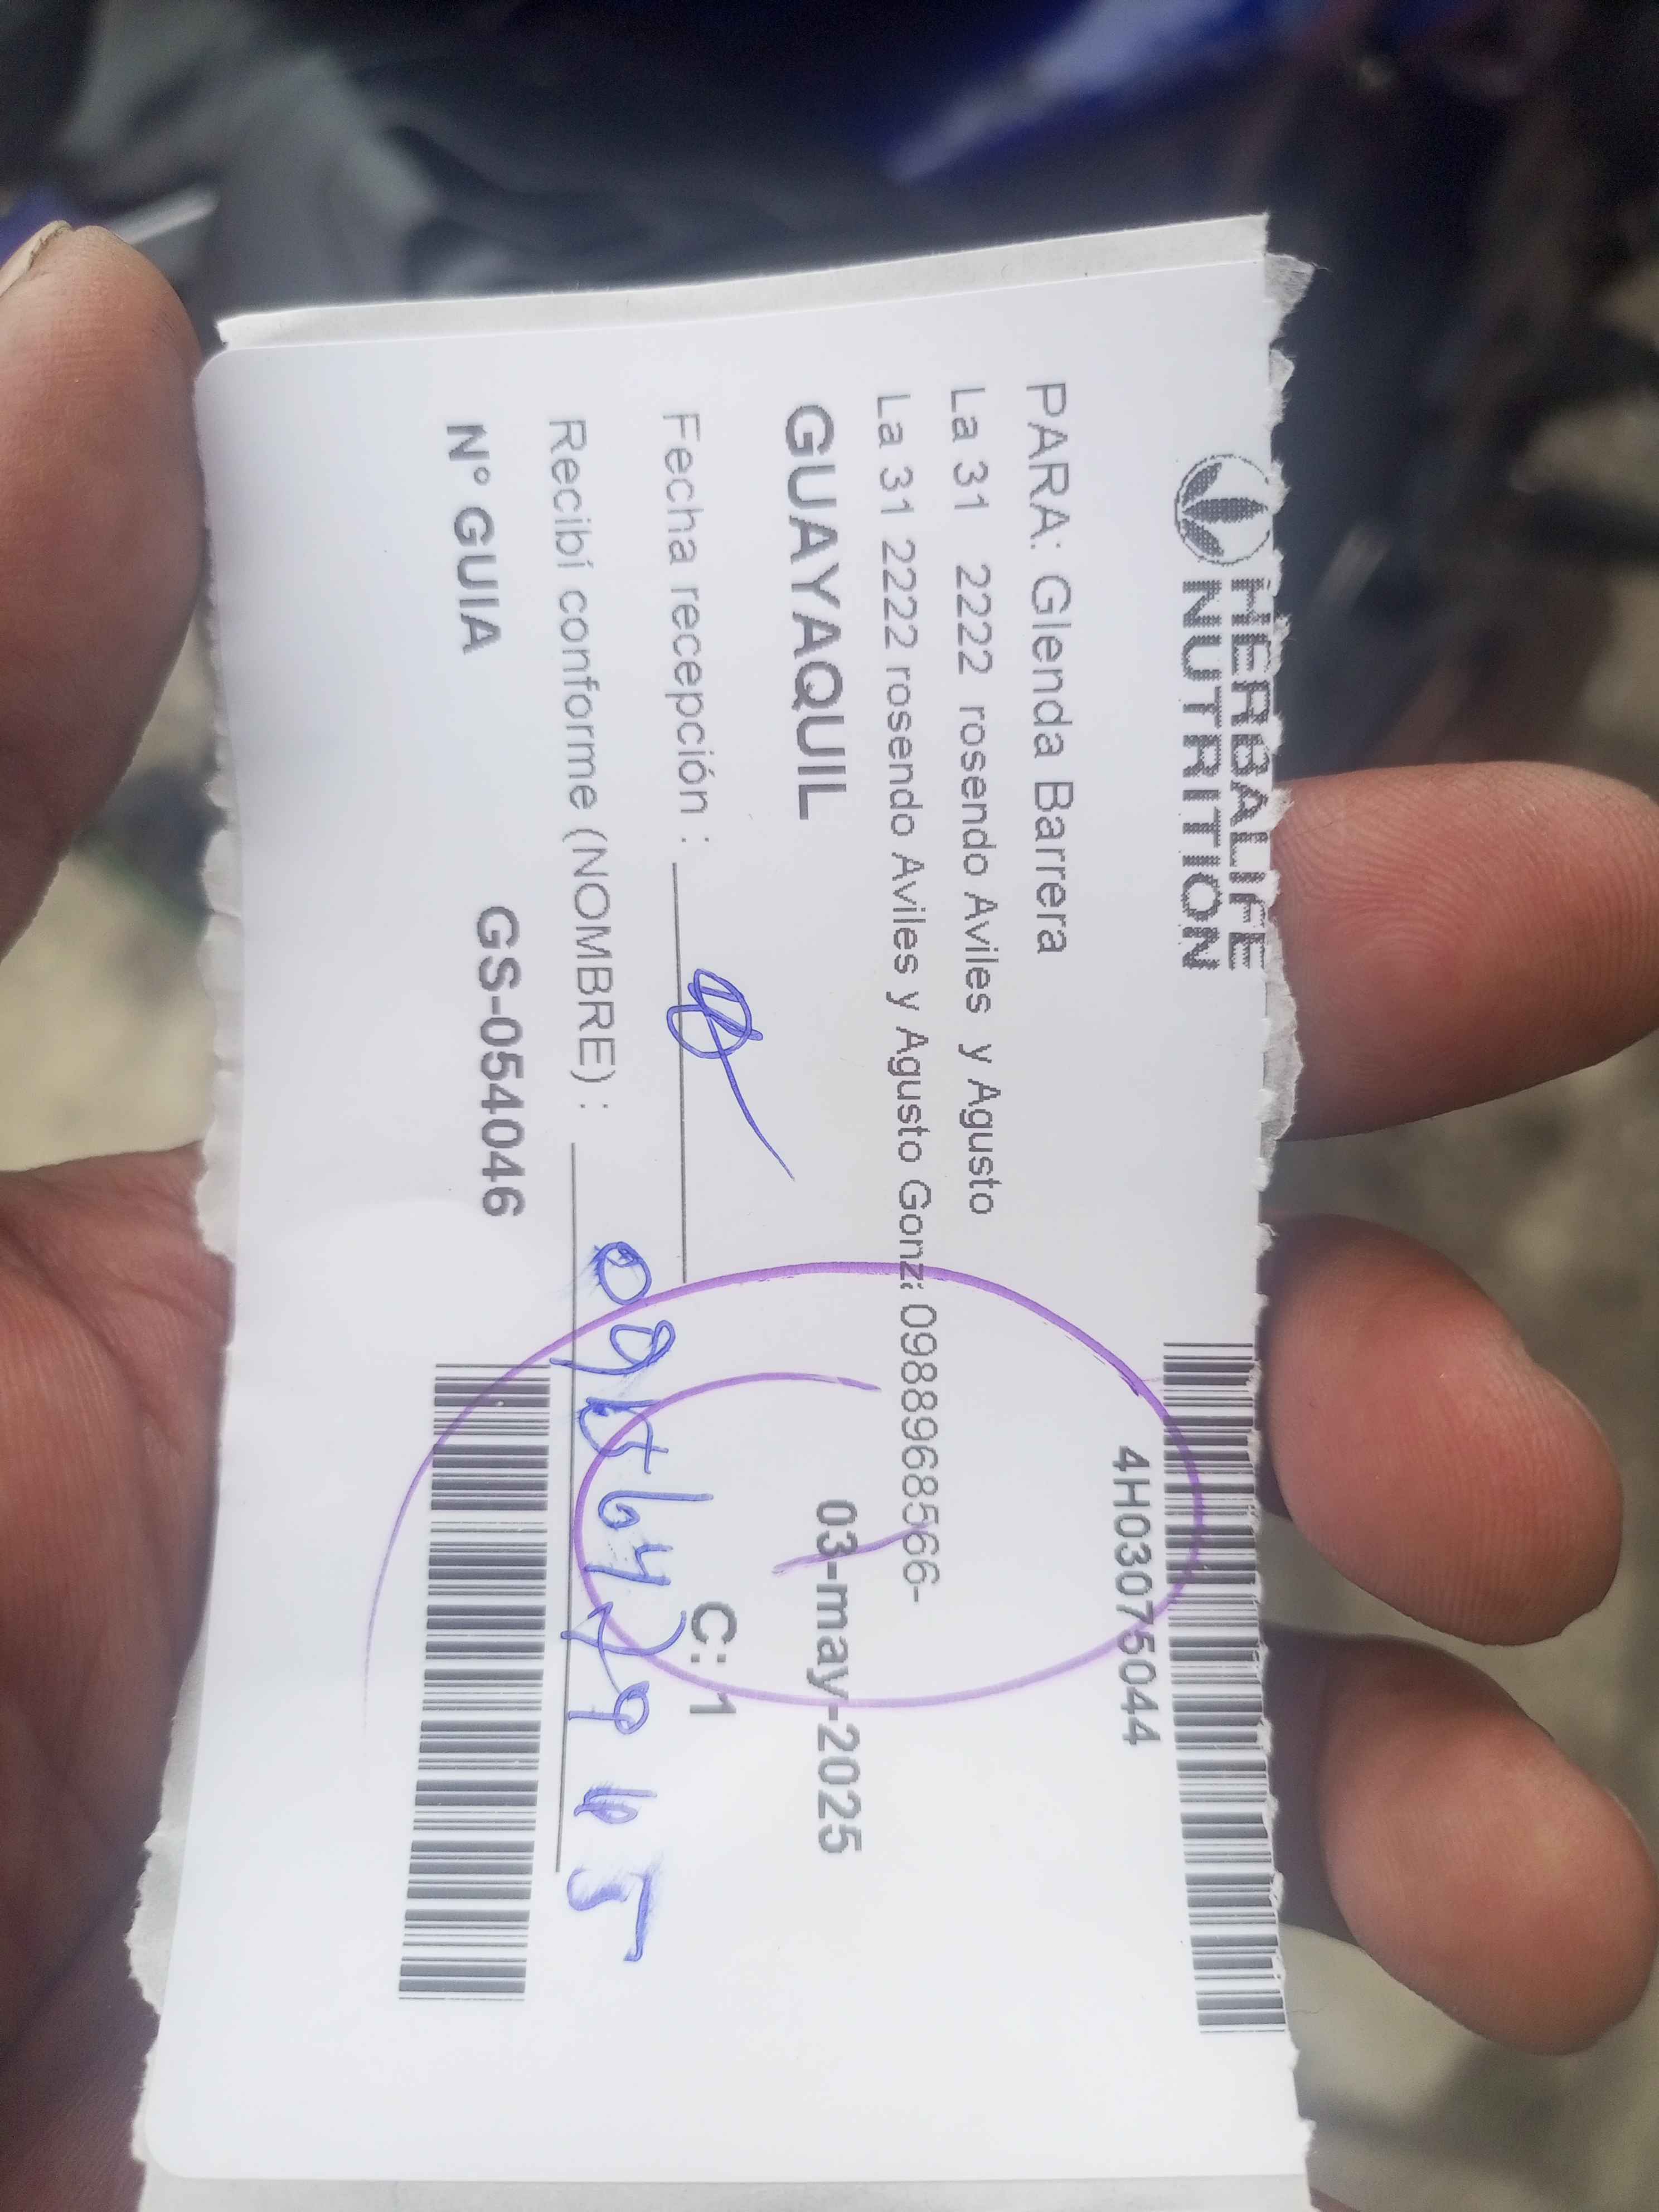 HERBALIFE
NUTRITION
4H03075044
PARA: Glenda Barrera
La 31 2222 rosendo Aviles y Agusto
La 31 2222 rosendo Aviles y Agusto Gonz: 0988968566-
GUAYAQUIL 03-may-2025
C: 1
Fecha recepción :
Recibí conforme (NOMBRE) :
N° GUIA GS-054046